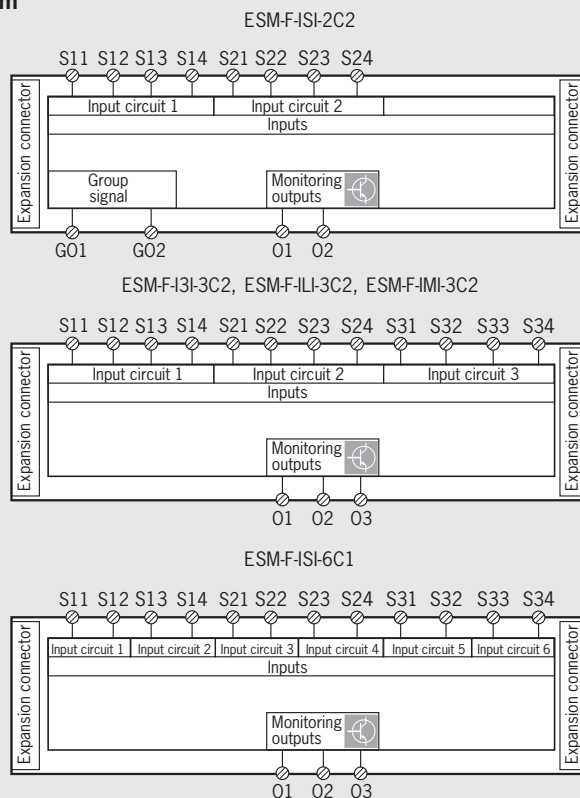 m
ESM-F-ISI-2C2
S11 S12 S13 S14 S21 S22 S23 S24
Expansion connector
Input circuit 1 Input circuit 2
Inputs
Group
signal
Monitoring
outputs
Expansion connector
GO1 GO2 O1 O2
ESM-F-I3I-3C2, ESM-F-ILI-3C2, ESM-F-IMI-3C2
S11 S12 S13 S14 S21 S22 S23 S24 S31 S32 S33 S34
Expansion connector
Input circuit 1 Input circuit 2 Input circuit 3
Inputs
Monitoring
outputs
Expansion connector
O1 O2 O3
ESM-F-ISI-6C1
S11 S12 S13 S14 S21 S22 S23 S24 S31 S32 S33 S34
Expansion connector
Input circuit 1 Input circuit 2 Input circuit 3 Input circuit 4 Input circuit 5 Input circuit 6
Inputs
Monitoring
outputs
Expansion connector
O1 O2 O3